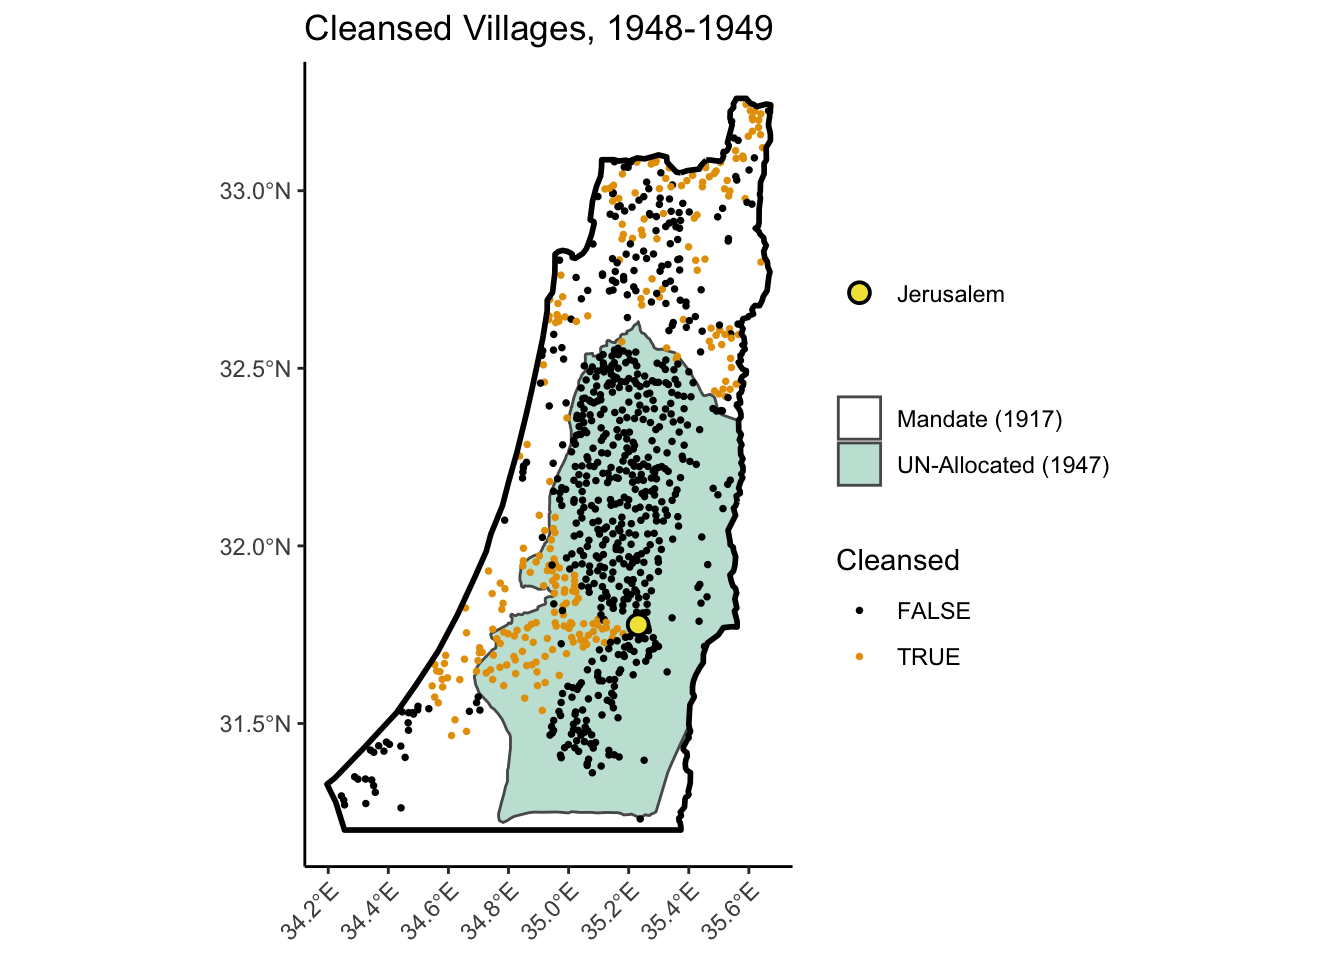 Cleansed Villages, 1948-1949
33.0°N
32.5°N
32.0°N
31.5°N
34.2°E
34.4°E
34.6°E
34.8°E
35.0°E
35.2°E
35.4°E
35.6°E
Jerusalem
Mandate (1917)
UN-Allocated (1947)
Cleansed
FALSE
TRUE